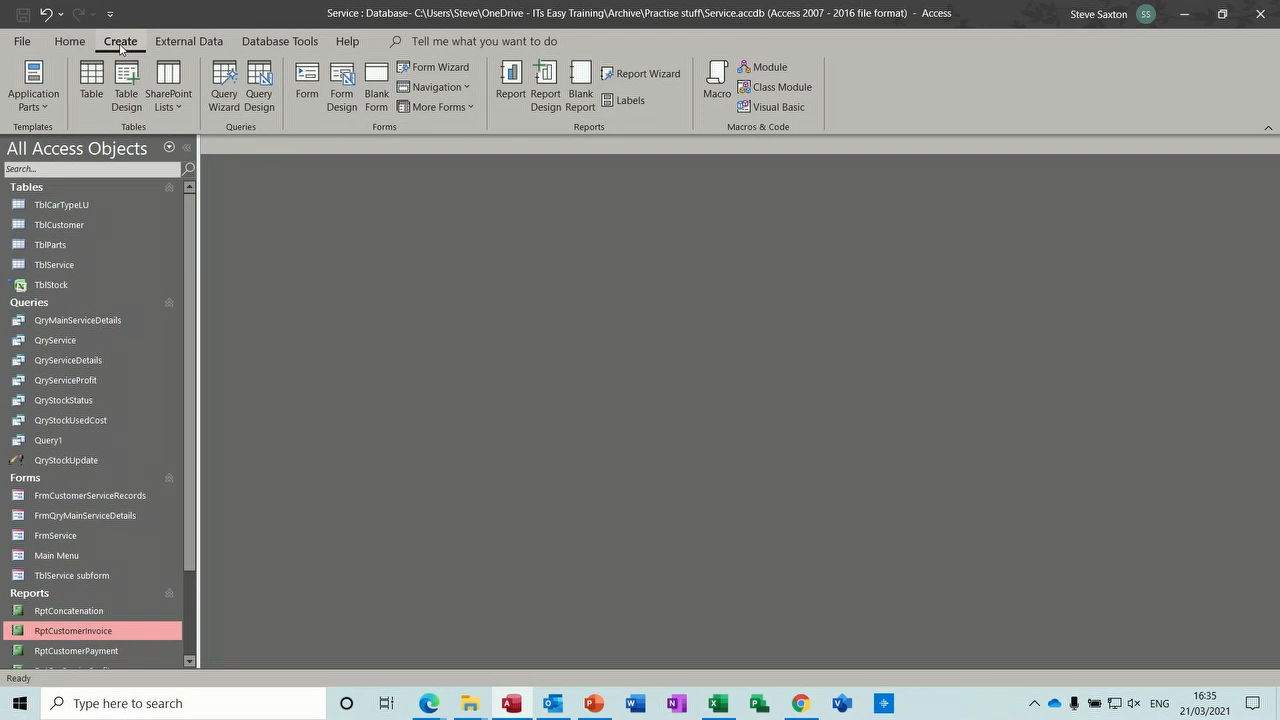 Service : Database- C:\Users\Steve\OneDrive - ITs Easy Training\Archive\Practise stuff\Service.accdb (Access 2007 - 2016 file format) - Access
Steve Saxton
SS
File
Home
Create
External Data
Database Tools
Help
Tell me what you want to do
Application Parts
Table
Table Design
SharePoint Lists
Query Wizard
Query Design
Form
Form Design
Blank Form
Form Wizard
Navigation
More Forms
Report
Report Design
Blank Report
Report Wizard
Labels
Macro
Module
Class Module
Visual Basic
Templates
Tables
Queries
Forms
Reports
Macros & Code
All Access Objects
Search...
Tables
TblCarTypeLU
TblCustomer
TblParts
TblService
TblStock
Queries
QryMainServiceDetails
QryService
QryServiceDetails
QryServiceProfit
QryStockStatus
QryStockUsedCost
Query1
QryStockUpdate
Forms
FrmCustomerServiceRecords
FrmQryMainServiceDetails
FrmService
Main Menu
TblService subform
Reports
RptConcatenation
RptCustomerInvoice
RptCustomerPayment
Ready
Type here to search
ENG
16:35
21/03/2021